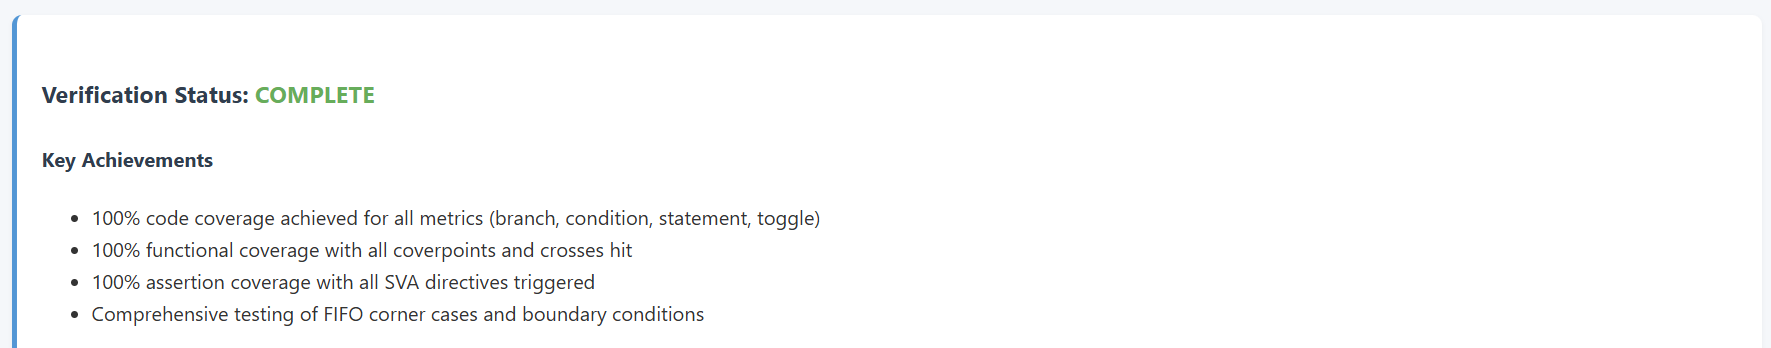 Verification Status: COMPLETE
Key Achievements
• 100% code coverage achieved for all metrics (branch, condition, statement, toggle)
• 100% functional coverage with all coverpoints and crosses hit
• 100% assertion coverage with all SVA directives triggered
• Comprehensive testing of FIFO corner cases and boundary conditions